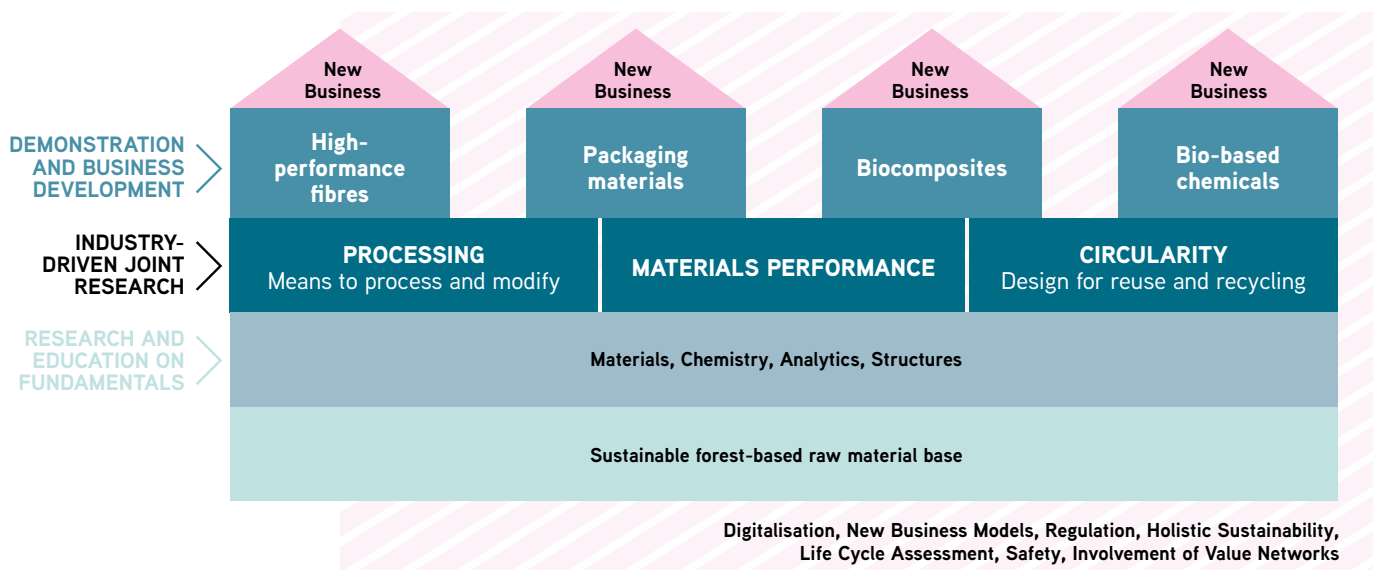 New
Business
New
Business
New
Business
New
Business
DEMONSTRATION
AND BUSINESS
DEVELOPMENT
High-
performance
fibres
Packaging
materials
Biocomposites
Bio-based
chemicals
INDUSTRY-
DRIVEN JOINT
RESEARCH
PROCESSING
Means to process and modify
MATERIALS PERFORMANCE
CIRCULARITY
Design for reuse and recycling
RESEARCH AND
EDUCATION ON
FUNDAMENTALS
Materials, Chemistry, Analytics, Structures
Sustainable forest-based raw material base
Digitalisation, New Business Models, Regulation, Holistic Sustainability,
Life Cycle Assessment, Safety, Involvement of Value Networks